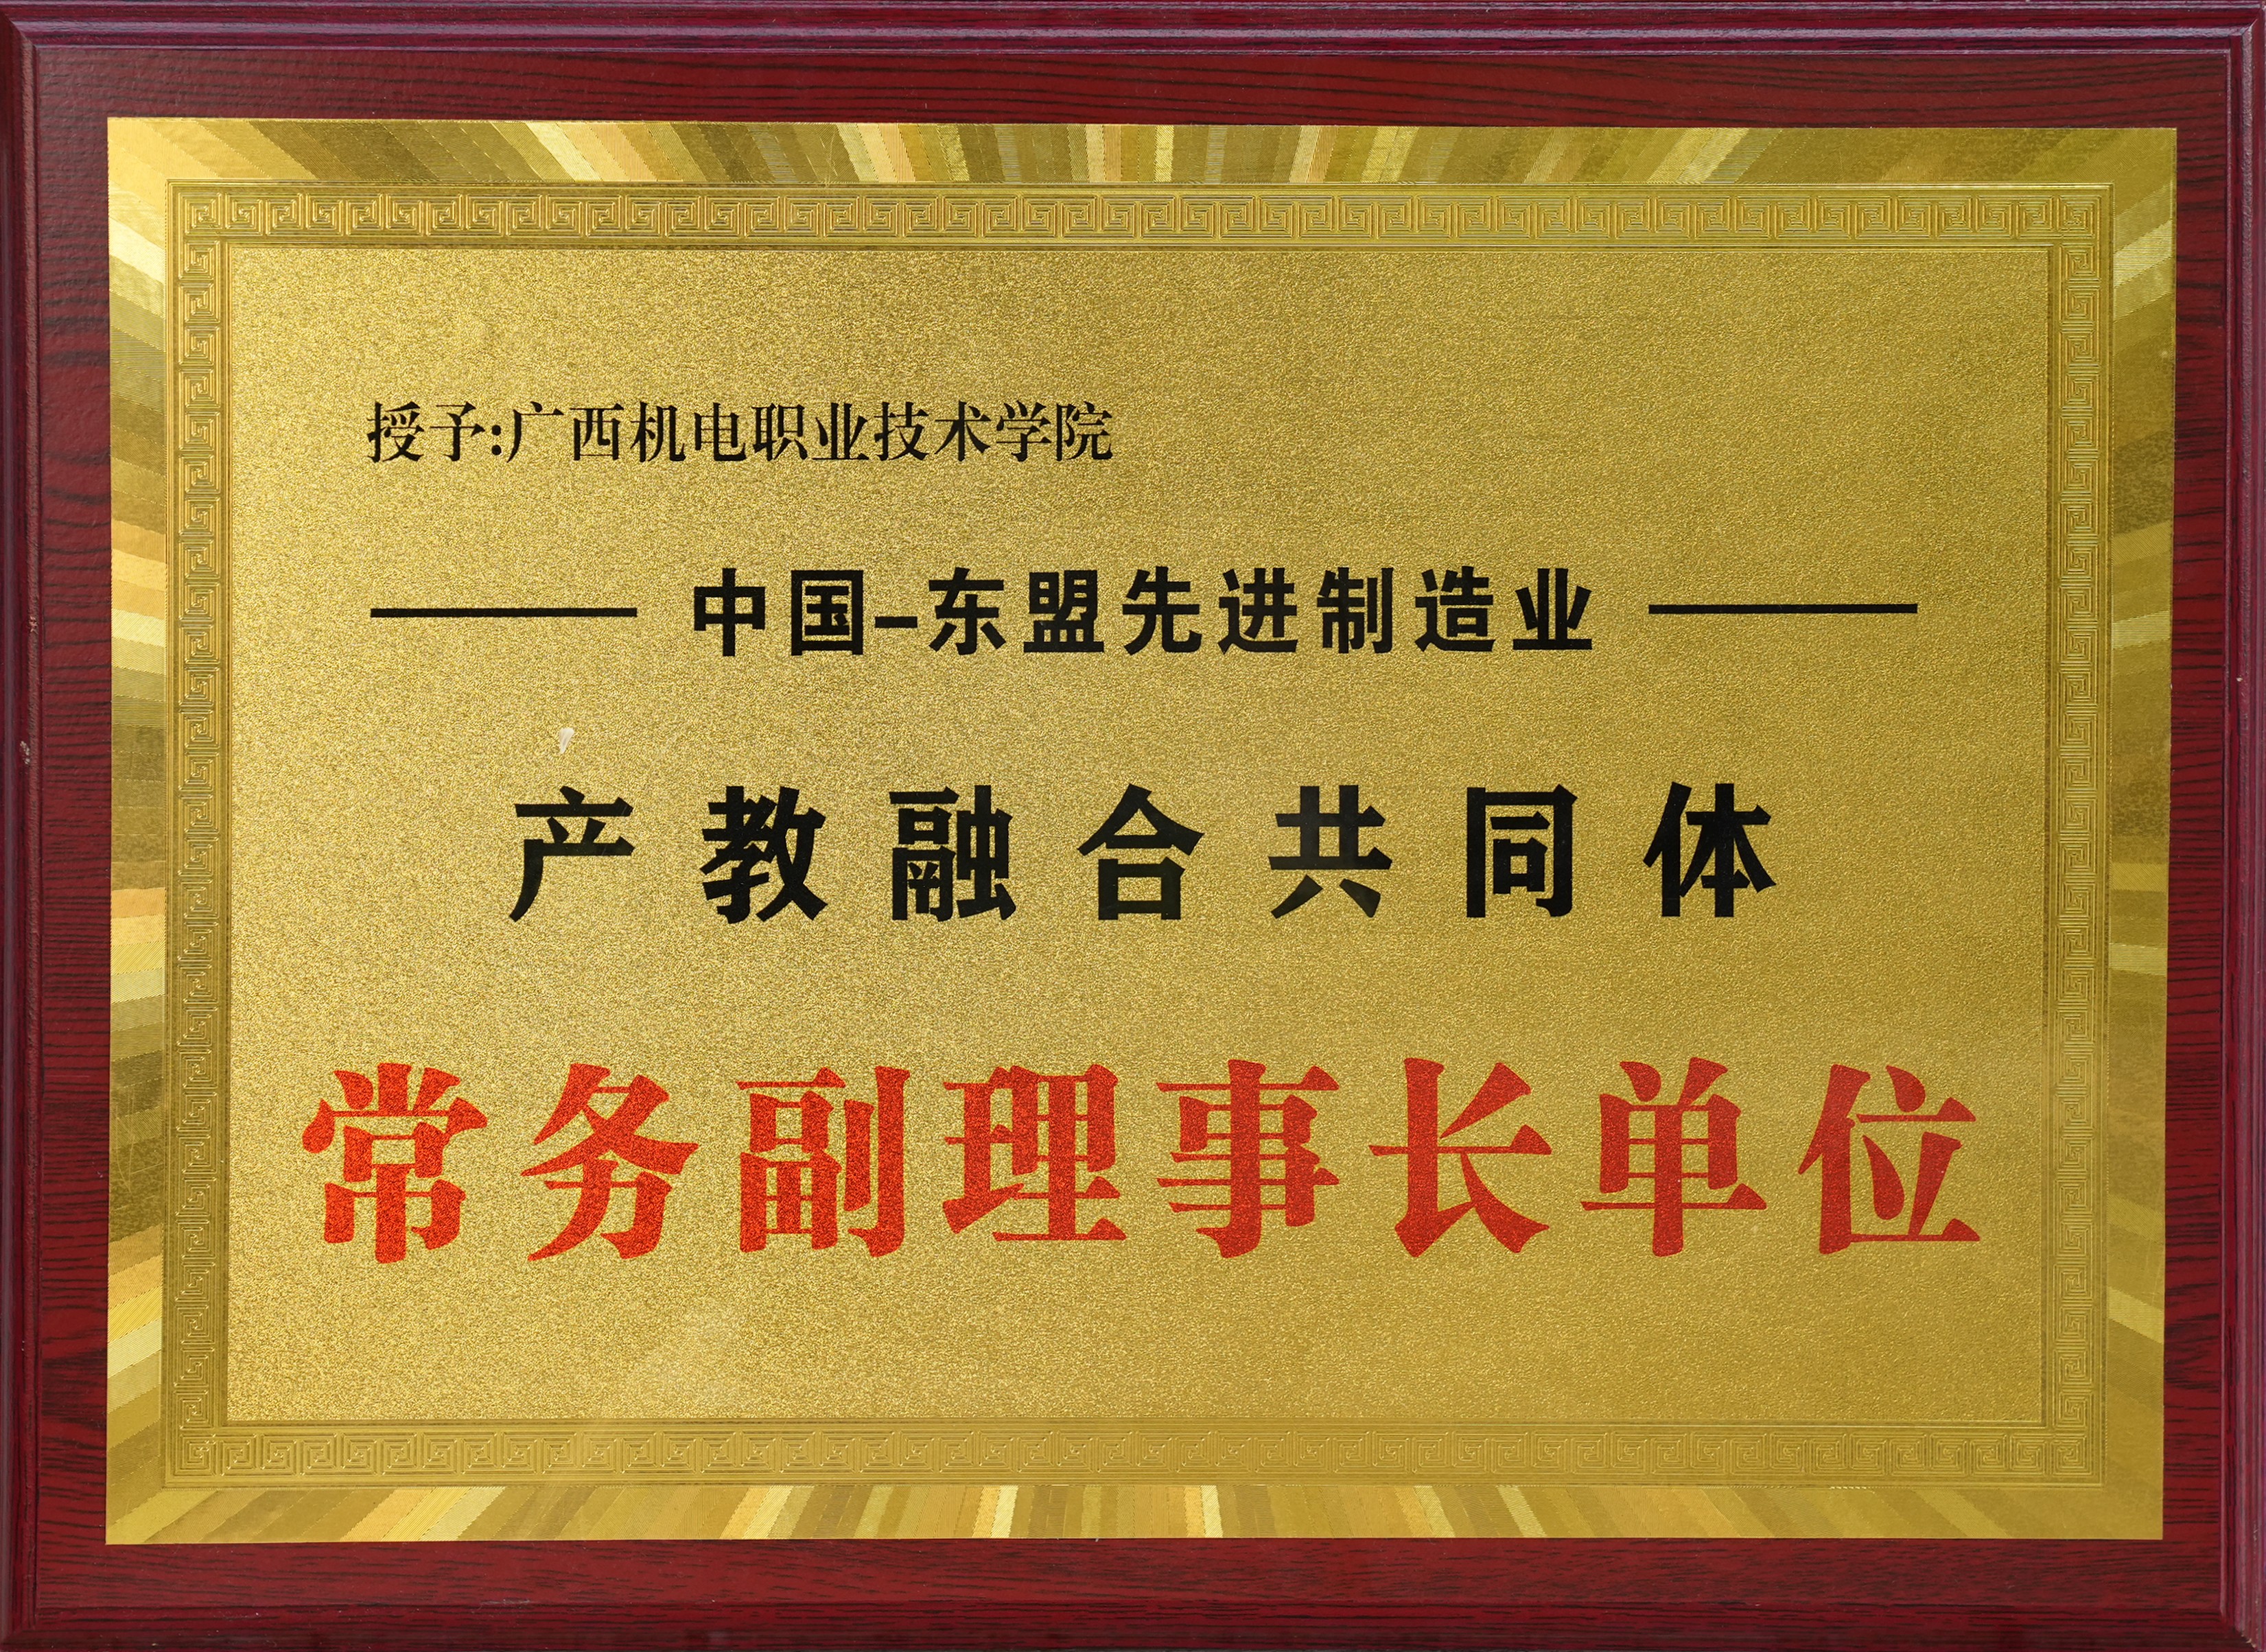 授予:广西机电职业技术学院
中国-东盟先进制造业
产教融合共同体
常务副理事长单位